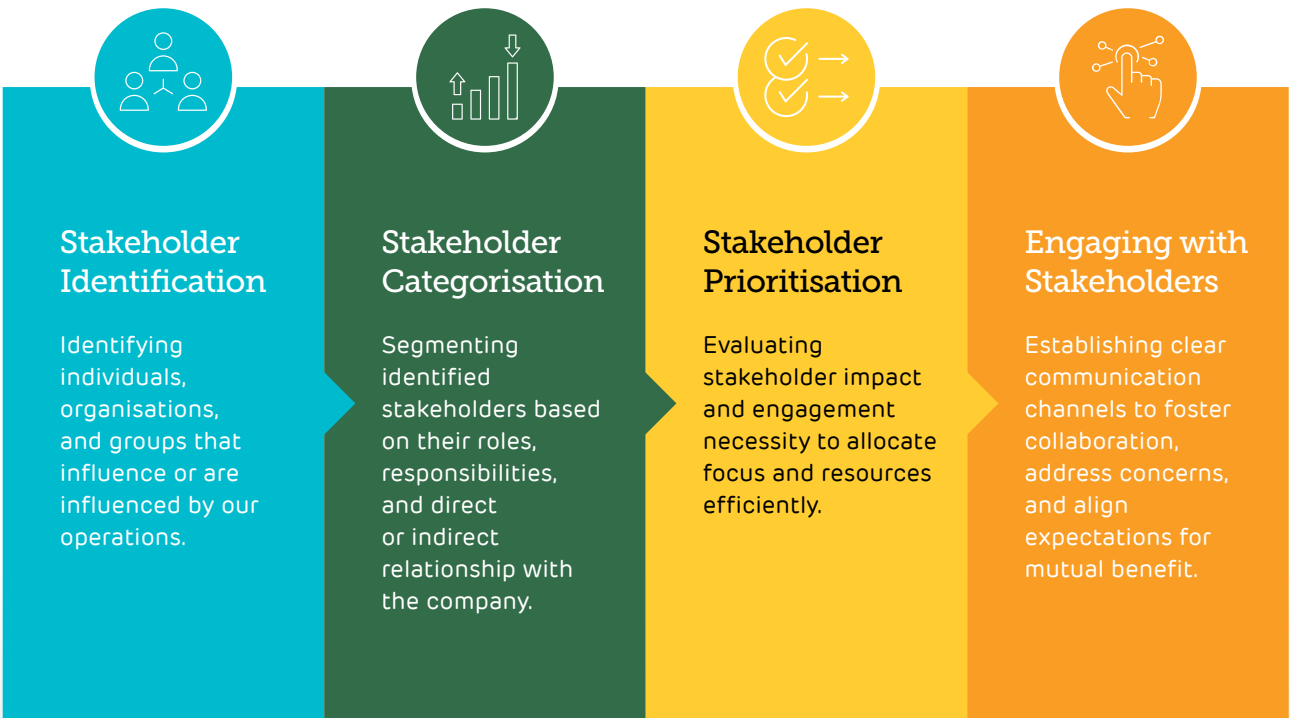 Stakeholder
Identification
Identifying
individuals,
organisations,
and groups that
influence or are
influenced by our
operations.
Stakeholder
Categorisation
Segmenting
identified
stakeholders based
on their roles,
responsibilities,
and direct
or indirect
relationship with
the company.
Stakeholder
Prioritisation
Evaluating
stakeholder impact
and engagement
necessity to allocate
focus and resources
efficiently.
Engaging with
Stakeholders
Establishing clear
communication
channels to foster
collaboration,
address concerns,
and align
expectations for
mutual benefit.